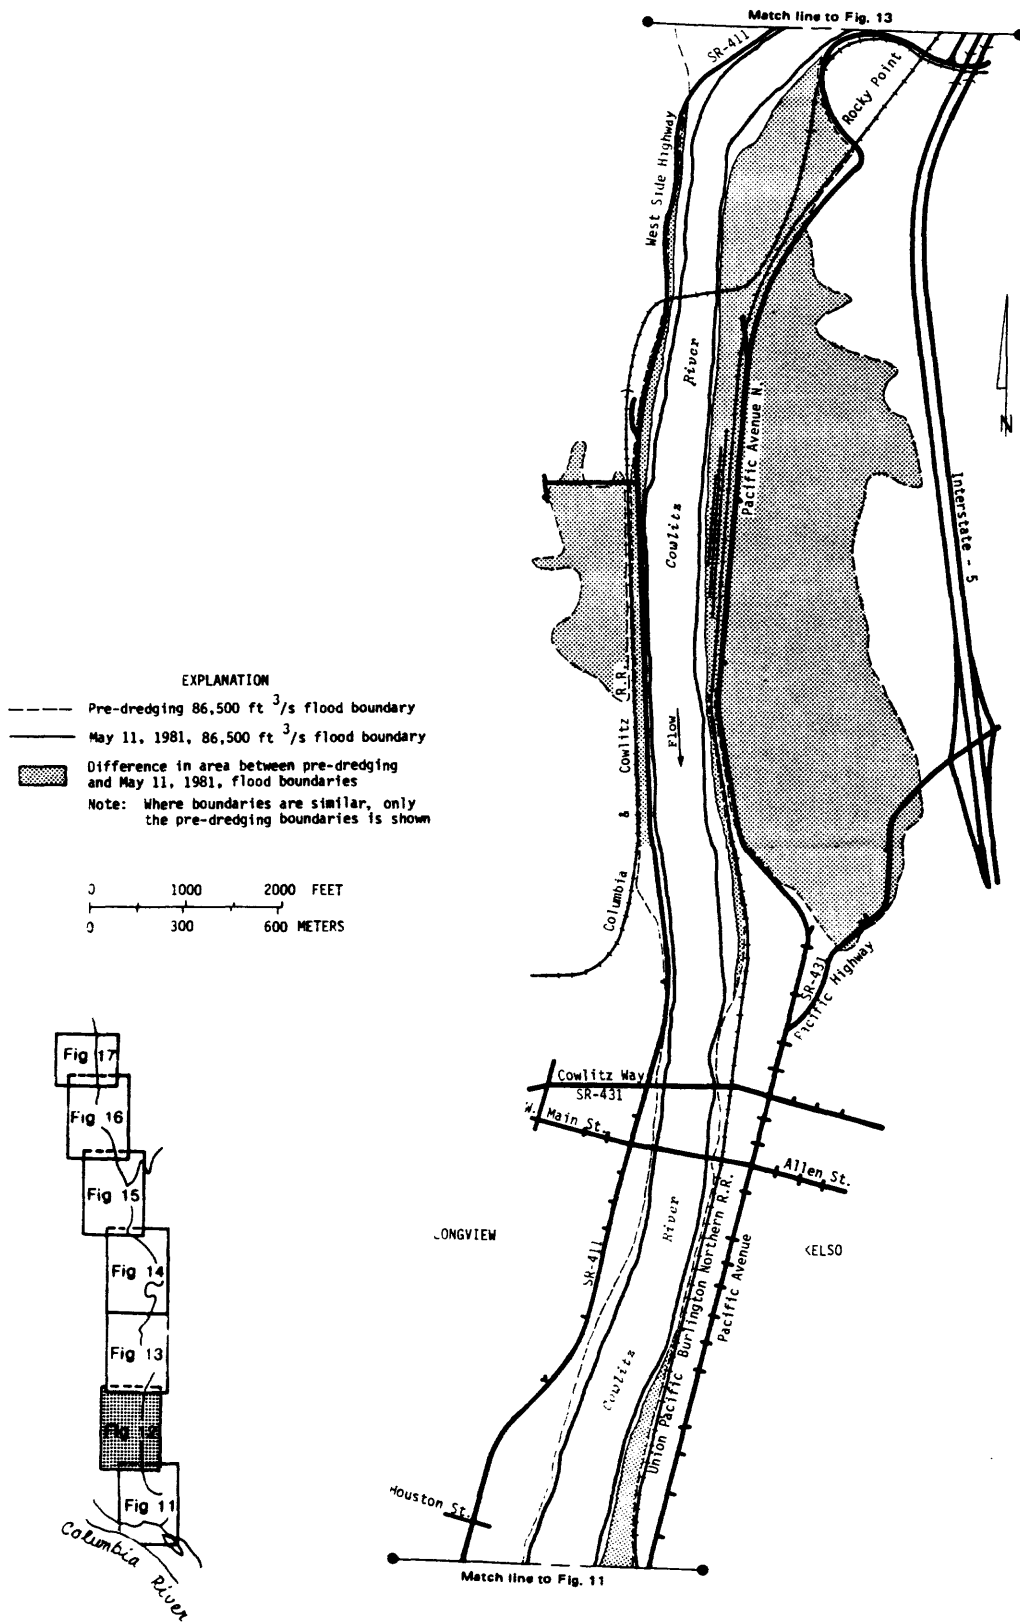 Match line to Fig. 13
SR-411
Rocky Point
West Side Highway
River
N
Pacific Avenue N.
Interstate - 5
Cowlitz
EXPLANATION
Pre-dredging 86,500 ft 3/s flood boundary
May 11, 1981, 86,500 ft 3/s flood boundary
Difference in area between pre-dredging
and May 11, 1981, flood boundaries
Note: Where boundaries are similar, only
the pre-dredging boundaries is shown
Columbia & Cowlitz R.R.
Flow
0 1000 2000 FEET
0 300 600 METERS
SR-431
Pacific Highway
Cowlitz Way
SR-431
W. Main St.
Allen St.
Fig 17
Fig 16
Fig 15
Fig 14
Fig 13
Fig 12
Fig 11
Columbia River
LONGVIEW
KELSO
SR-411
River
Cowlitz
Union Pacific Burlington Northern R.R.
Pacific Avenue
Houston St.
Match line to Fig. 11